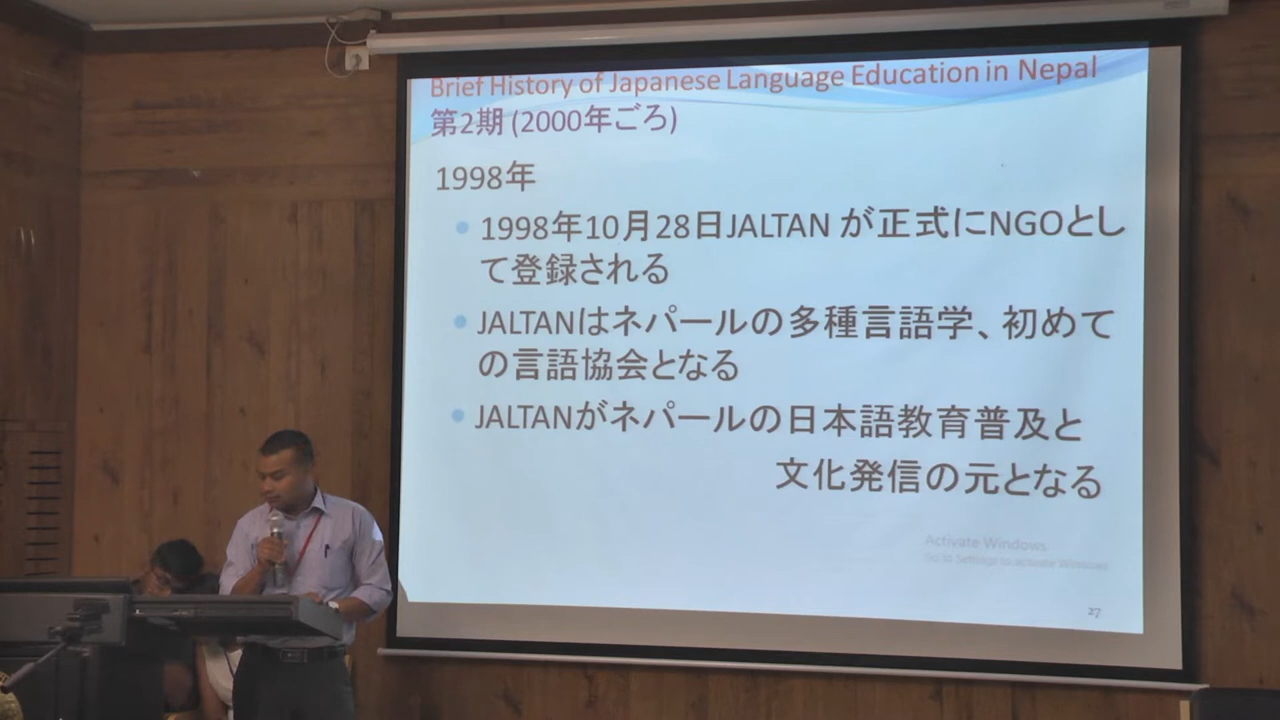 Brief History of Japanese Language Education in Nepal
第2期 (2000年ごろ)
1998年
• 1998年10月28日JALTAN が正式にNGOとし
て登録される
• JALTANはネパールの多種言語学、初めて
の言語協会となる
• JALTANがネパールの日本語教育普及と
文化発信の元となる
Activate Windows
Go to Settings to activate Windows.
27